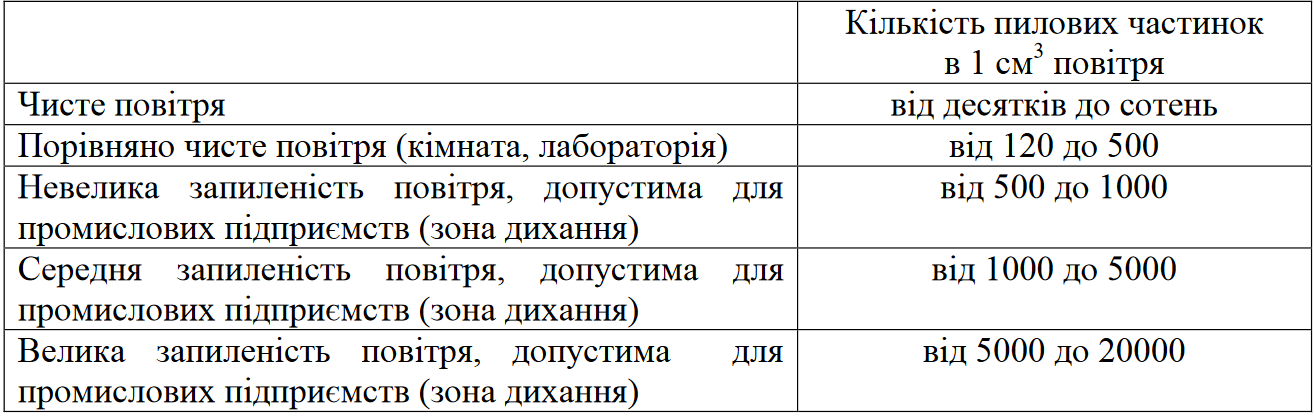 Кількість пилових частинок
в 1 см³ повітря
Чисте повітря
від десятків до сотень
Порівняно чисте повітря (кімната, лабораторія)
від 120 до 500
Невелика запиленість повітря, допустима для
промислових підприємств (зона дихання)
від 500 до 1000
Середня запиленість повітря, допустима для
промислових підприємств (зона дихання)
від 1000 до 5000
Велика запиленість повітря, допустима для
промислових підприємств (зона дихання)
від 5000 до 20000